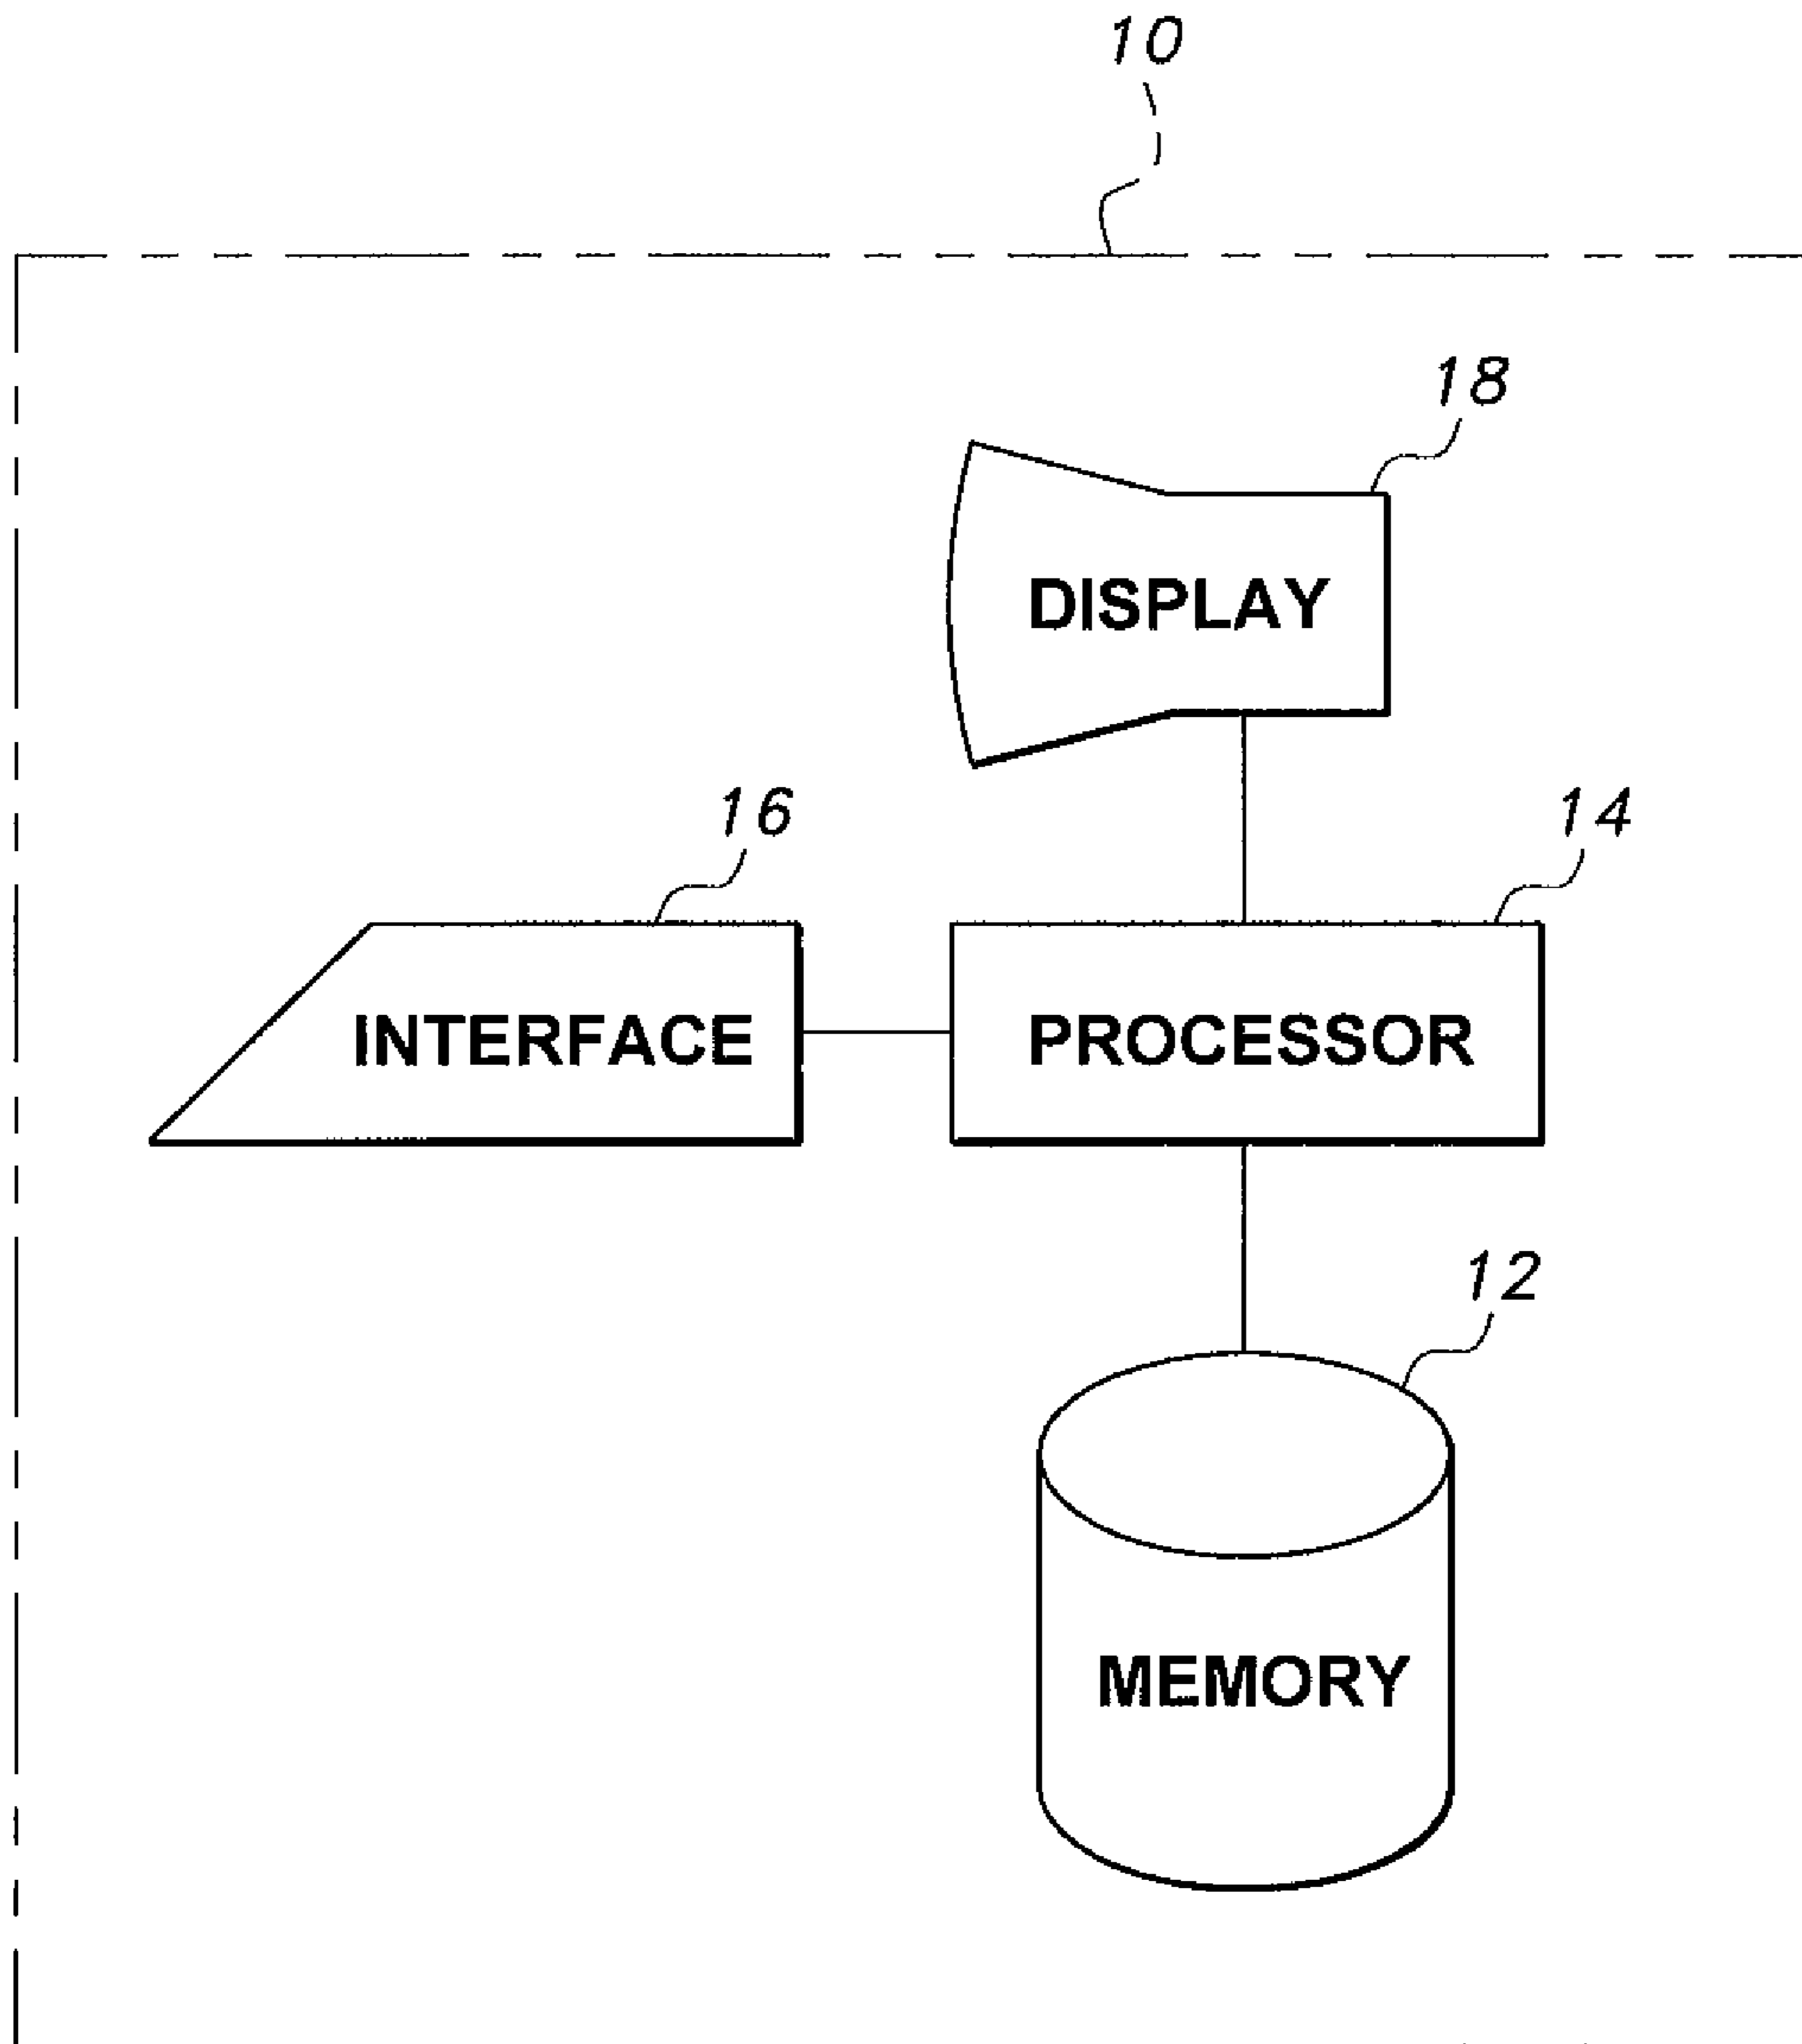 10
18
DISPLAY
16
14
INTERFACE
PROCESSOR
12
MEMORY